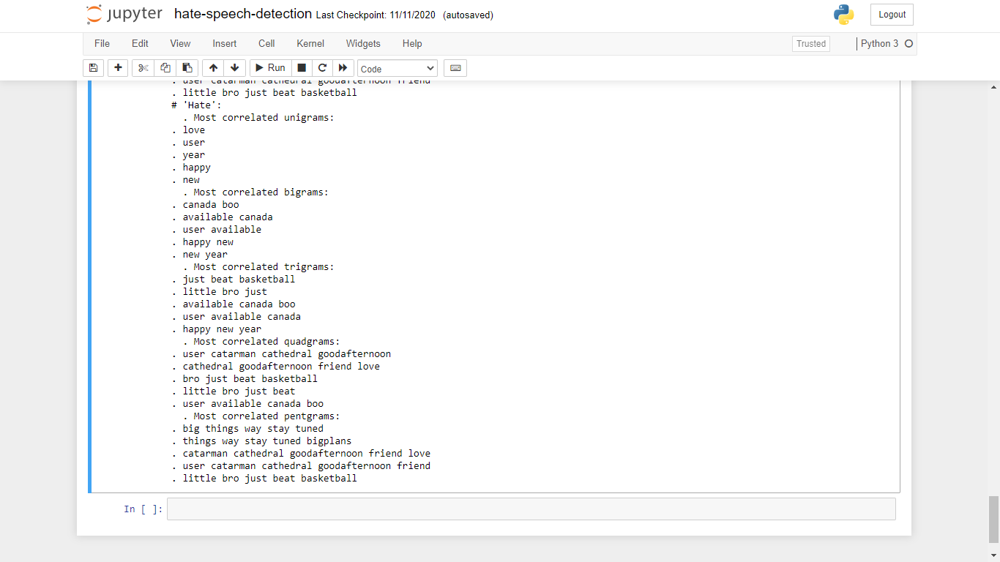 jupyter hate-speech-detection Last Checkpoint: 11/11/2020 (autosaved)
Logout
File Edit View Insert Cell Kernel Widgets Help Trusted Python 3
Run Code
. user catarman cathedral goodafternoon friend
. little bro just beat basketball
# 'Hate':
. Most correlated unigrams:
. love
. user
. year
. happy
. new
. Most correlated bigrams:
. canada boo
. available canada
. user available
. happy new
. new year
. Most correlated trigrams:
. just beat basketball
. little bro just
. available canada boo
. user available canada
. happy new year
. Most correlated quadgrams:
. user catarman cathedral goodafternoon
. cathedral goodafternoon friend love
. bro just beat basketball
. little bro just beat
. user available canada boo
. Most correlated pentgrams:
. big things way stay tuned
. things way stay tuned bigplans
. catarman cathedral goodafternoon friend love
. user catarman cathedral goodafternoon friend
. little bro just beat basketball
In [ ]: